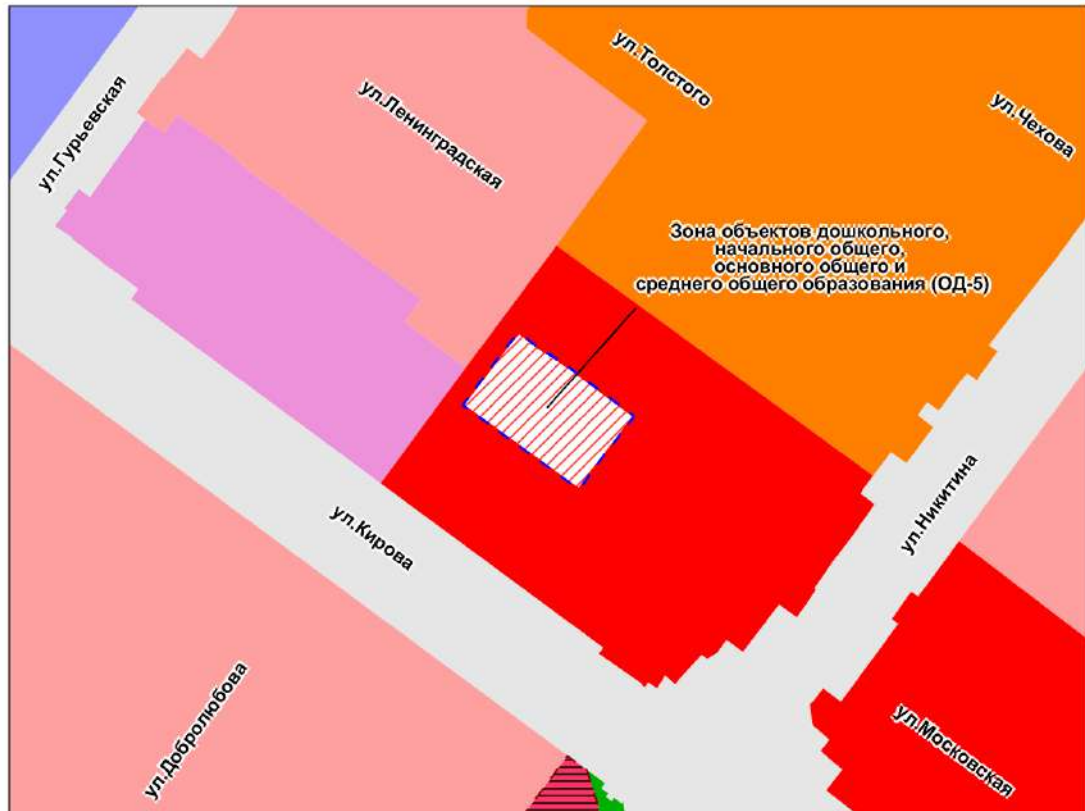 ул.Толстого
ул.Гурьевская
ул.Ленинградская
ул.Чехова
Зона объектов дошкольного,
начального общего,
основного общего и
среднего общего образования (ОД-5)
ул.Никитина
ул.Кирова
ул.Добролюбова
ул.Московская